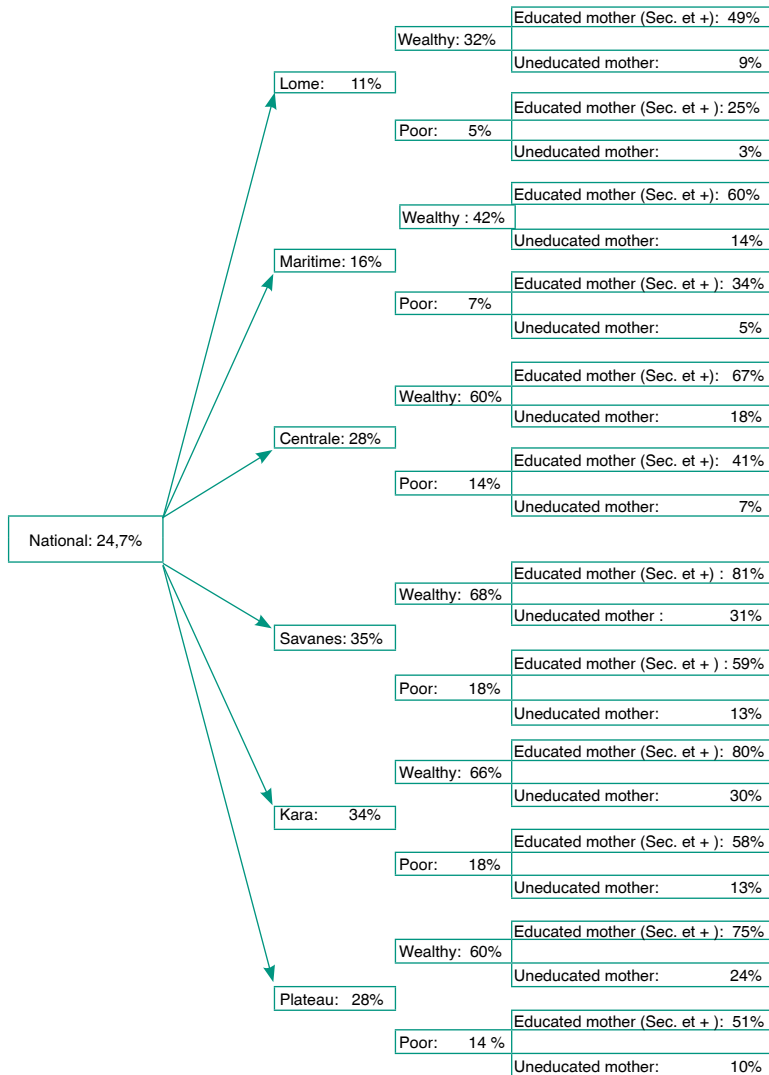 National: 24,7%
Lome: 11%
Wealthy: 32%
Educated mother (Sec. et +): 49%
Uneducated mother: 9%
Poor: 5%
Educated mother (Sec. et + ): 25%
Uneducated mother: 3%
Maritime: 16%
Wealthy : 42%
Educated mother (Sec. et +): 60%
Uneducated mother: 14%
Poor: 7%
Educated mother (Sec. et + ): 34%
Uneducated mother: 5%
Centrale: 28%
Wealthy: 60%
Educated mother (Sec. et +): 67%
Uneducated mother: 18%
Poor: 14%
Educated mother (Sec. et +): 41%
Uneducated mother: 7%
Savanes: 35%
Wealthy: 68%
Educated mother (Sec. et +) : 81%
Uneducated mother : 31%
Poor: 18%
Educated mother (Sec. et + ) : 59%
Uneducated mother: 13%
Kara: 34%
Wealthy: 66%
Educated mother (Sec. et + ): 80%
Uneducated mother: 30%
Poor: 18%
Educated mother (Sec. et + ): 58%
Uneducated mother: 13%
Plateau: 28%
Wealthy: 60%
Educated mother (Sec. et + ): 75%
Uneducated mother: 24%
Poor: 14 %
Educated mother (Sec. et + ): 51%
Uneducated mother: 10%